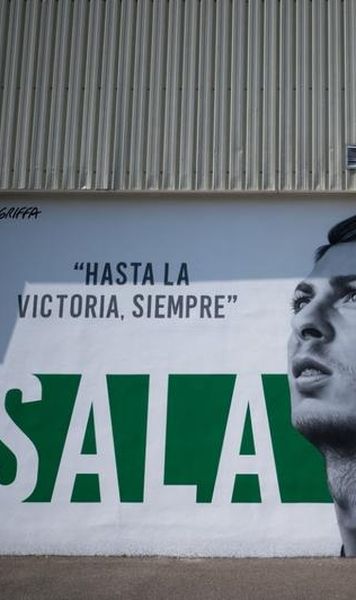 GRIFFA
“HASTA LA
VICTORIA, SIEMPRE”
SALA